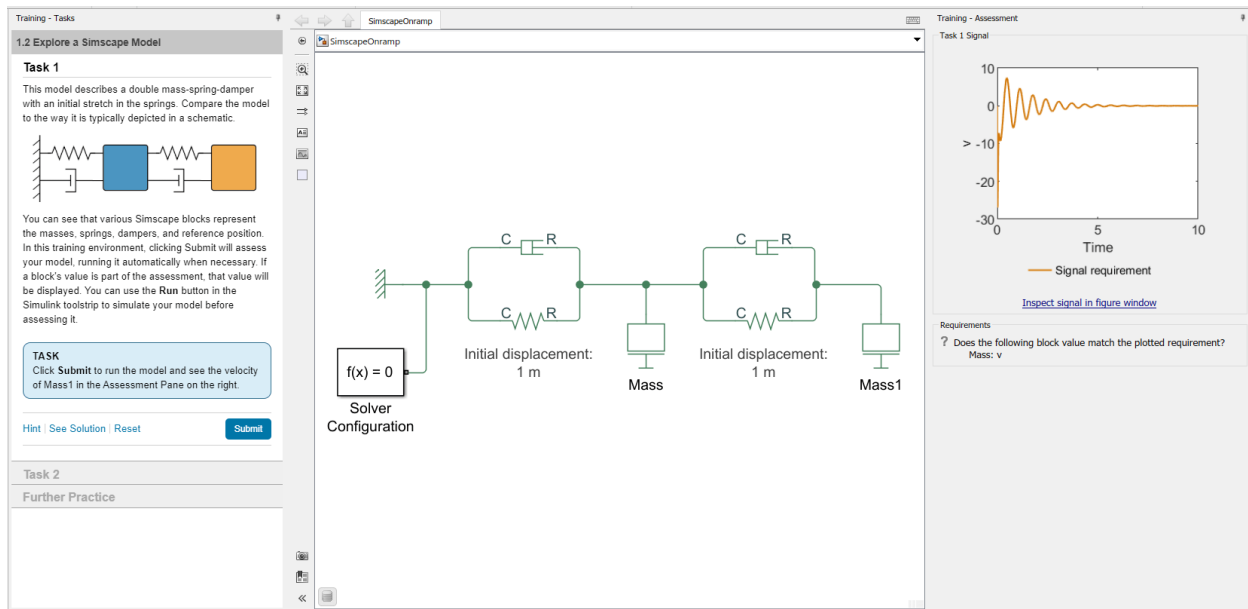 Training - Tasks
1.2 Explore a Simscape Model
Task 1
This model describes a double mass-spring-damper
with an initial stretch in the springs. Compare the model
to the way it is typically depicted in a schematic.
You can see that various Simscape blocks represent
the masses, springs, dampers, and reference position.
In this training environment, clicking Submit will assess
your model, running it automatically when necessary. If
a block's value is part of the assessment, that value will
be displayed. You can use the Run button in the
Simulink toolstrip to simulate your model before
assessing it.
TASK
Click Submit to run the model and see the velocity
of Mass1 in the Assessment Pane on the right.
Hint | See Solution | Reset
Submit
Task 2
Further Practice
SimscapeOnramp
SimscapeOnramp
C R
C R
Initial displacement:
1 m
C R
C R
Initial displacement:
1 m
Mass
Mass1
f(x) = 0
Solver
Configuration
Training - Assessment
Task 1 Signal
10
0
-10
-20
-30
v
0 5 10
Time
Signal requirement
Inspect signal in figure window
Requirements
? Does the following block value match the plotted requirement?
Mass: v